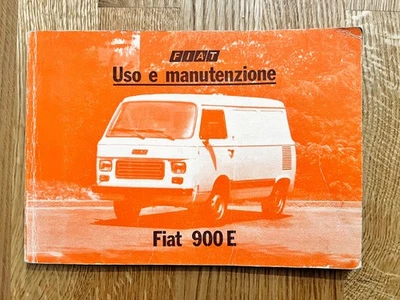 FIAT
Uso e manutenzione
Fiat 900 E